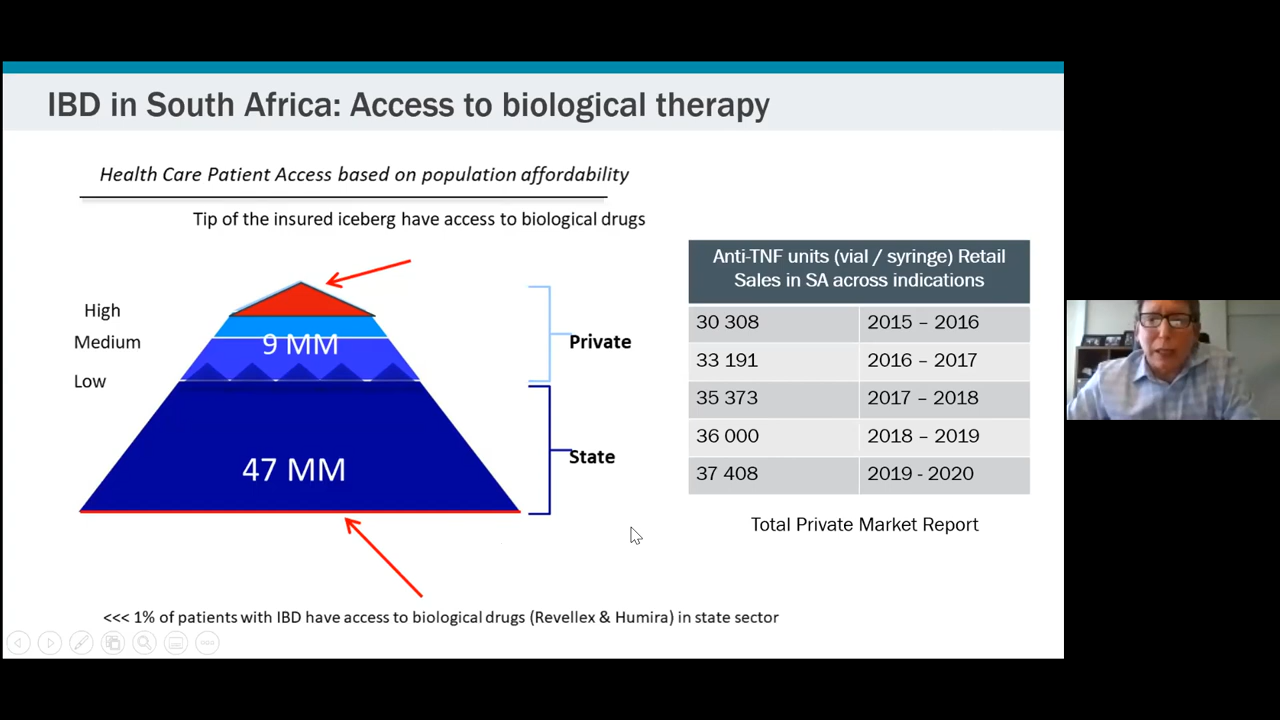 IBD in South Africa: Access to biological therapy
Health Care Patient Access based on population affordability
Tip of the insured iceberg have access to biological drugs
High
Medium
Low
9 MM
47 MM
Private
State
Anti-TNF units (vial / syringe) Retail
Sales in SA across indications
30 308 2015 – 2016
33 191 2016 – 2017
35 373 2017 – 2018
36 000 2018 – 2019
37 408 2019 - 2020
Total Private Market Report
<<< 1% of patients with IBD have access to biological drugs (Revellex & Humira) in state sector